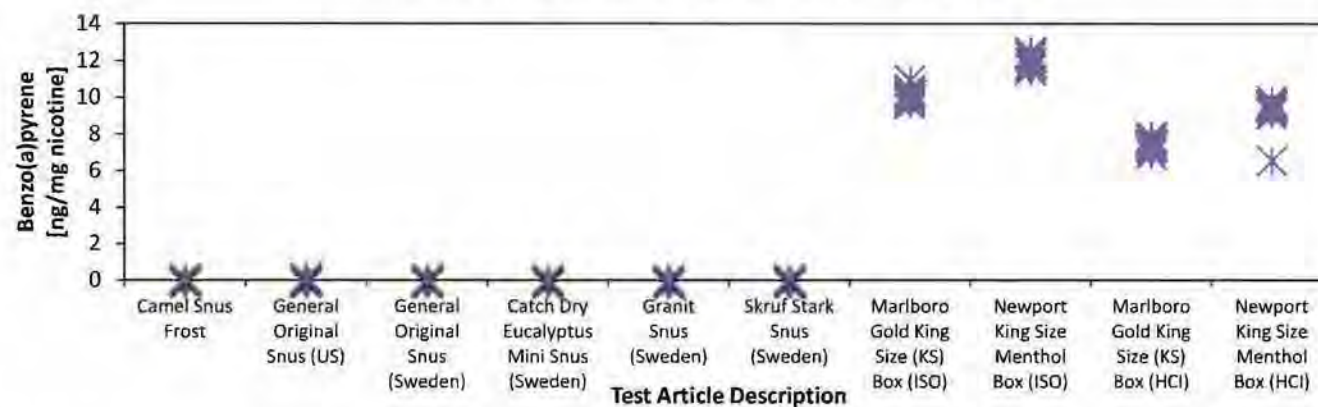 Benzo(a)pyrene
[ng/mg nicotine]
14
12
10
8
6
4
2
0
Camel Snus
Frost
General
Original
Snus (US)
General
Original
Snus
(Sweden)
Catch Dry
Eucalyptus
Mini Snus
(Sweden)
Granit
Snus
(Sweden)
Skruf Stark
Snus
(Sweden)
Marlboro
Gold King
Size (KS)
Box (ISO)
Newport
King Size
Menthol
Box (ISO)
Marlboro
Gold King
Size (KS)
Box (HCI)
Newport
King Size
Menthol
Box (HCI)
Test Article Description